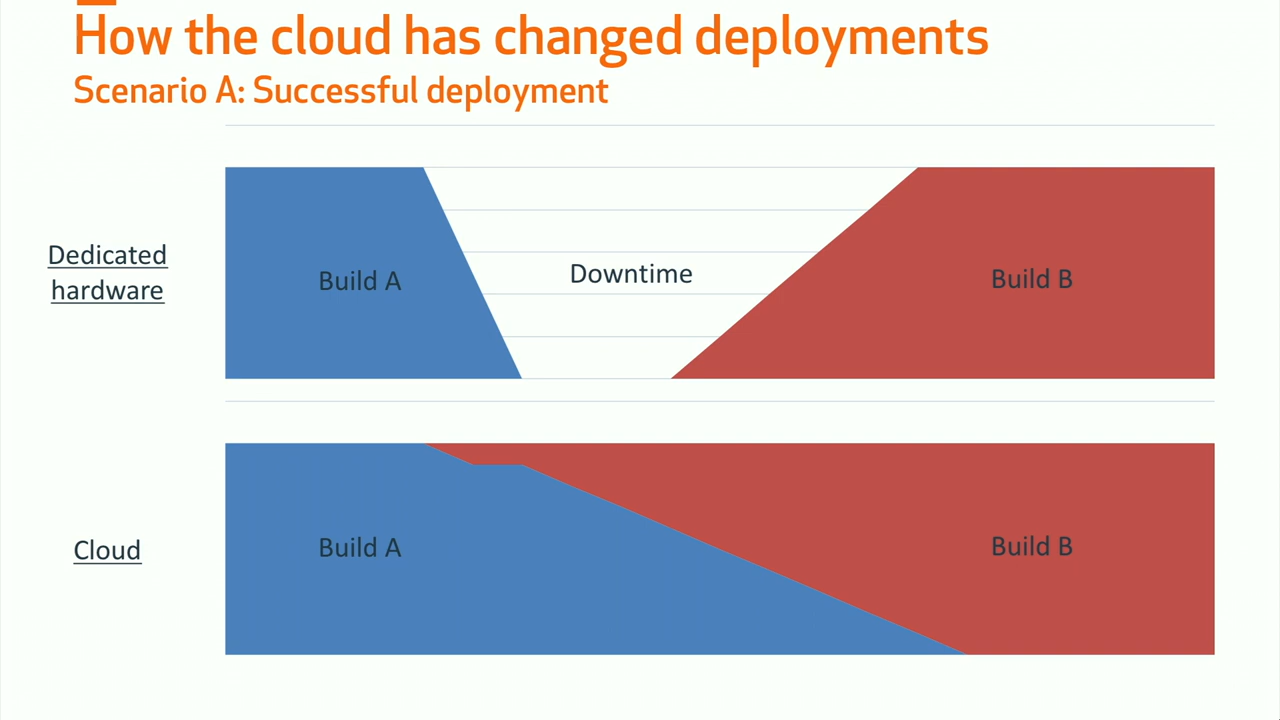 How the cloud has changed deployments
Scenario A: Successful deployment
Dedicated
hardware
Build A
Downtime
Build B
Cloud
Build A
Build B